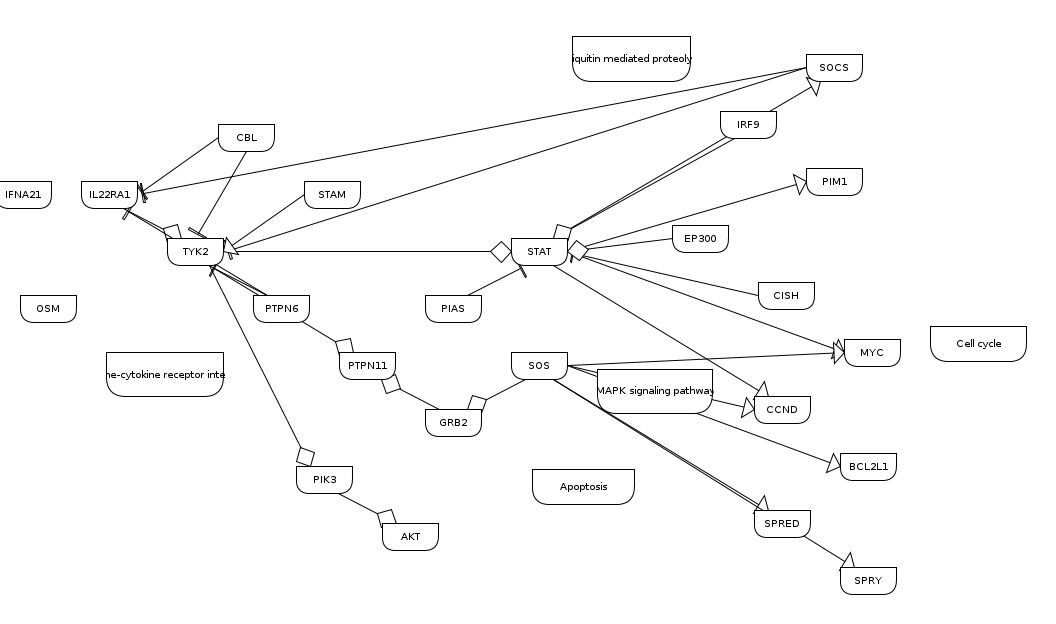 iquitin mediated proteoly
SOCS
IRF9
CBL
IFNA21
IL22RA1
STAM
PIM1
EP300
TYK2
STAT
CISH
OSM
PTPN6
PIAS
Cell cycle
MYC
PTPN11
SOS
ne-cytokine receptor inte
MAPK signaling pathway
CCND
GRB2
BCL2L1
PIK3
Apoptosis
SPRED
AKT
SPRY